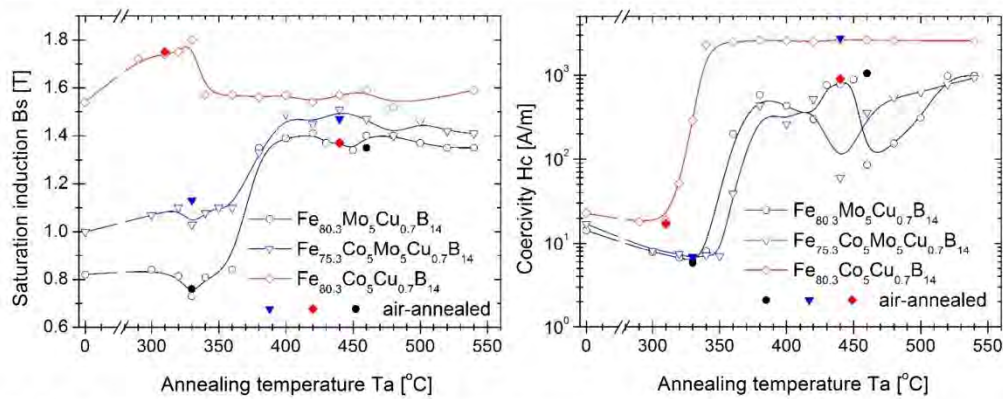 1.8
1.6
1.4
1.2
1.0
0.8
0.6
Saturation induction Bs [T]
Fe80.3Mo5Cu0.7B14
Fe75.3Co5Mo5Cu0.7B14
Fe80.3Co5Cu0.7B14
air-annealed
0 300 350 400 450 500 550
Annealing temperature Ta [°C]
10³
10²
10¹
10⁰
Coercivity Hc [A/m]
Fe80.3Mo5Cu0.7B14
Fe75.3Co5Mo5Cu0.7B14
Fe80.3Co5Cu0.7B14
air-annealed
0 300 350 400 450 500 550
Annealing temperature Ta [°C]